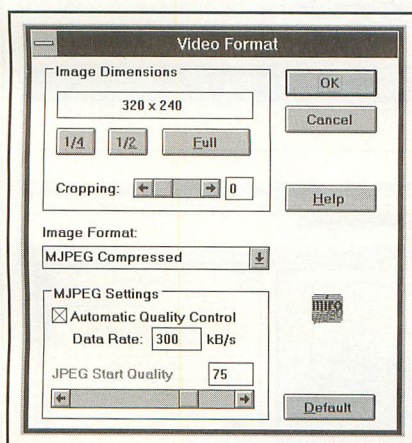 Video Format
Image Dimensions
320 x 240
1/4 1/2 Full
Cropping: 0
Image Format:
MJPEG Compressed
MJPEG Settings
Automatic Quality Control
Data Rate: 300 kB/s
JPEG Start Quality 75
OK
Cancel
Help
miro
Default